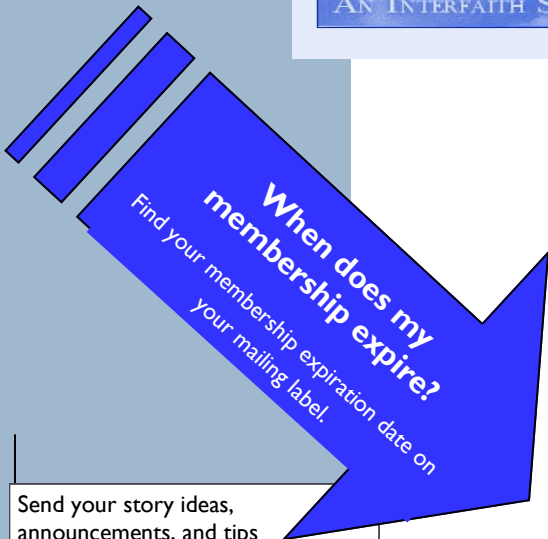 AN INTERFAITH
When does my
membership expire?
Find your membership expiration date on
your mailing label.
Send your story ideas,
announcements, and tips